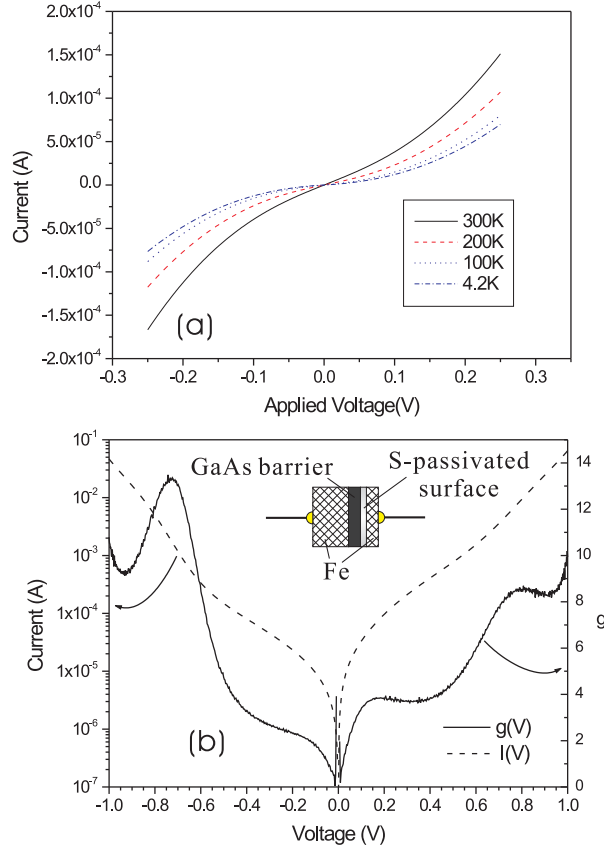 2.0x10⁻⁴
1.5x10⁻⁴
1.0x10⁻⁴
5.0x10⁻⁵
0.0
-5.0x10⁻⁵
-1.0x10⁻⁴
-1.5x10⁻⁴
-2.0x10⁻⁴
Current (A)
300K
200K
100K
4.2K
(a)
-0.3 -0.2 -0.1 0.0 0.1 0.2 0.3
Applied Voltage(V)
10⁻¹
10⁻²
10⁻³
1x10⁻⁴
1x10⁻⁵
10⁻⁶
10⁻⁷
Current (A)
GaAs barrier
S-passivated
surface
Fe
14
12
10
8
6
4
2
0
g
(b)
g(V)
I(V)
-1.0 -0.8 -0.6 -0.4 -0.2 0.0 0.2 0.4 0.6 0.8 1.0
Voltage (V)